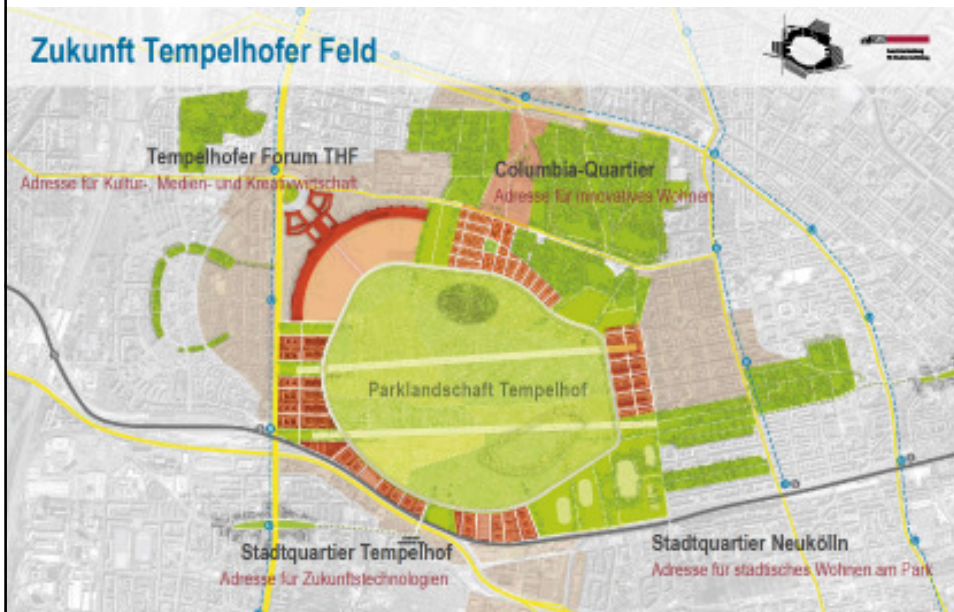 Zukunft Tempelhofer Feld
Tempelhofer Forum THF
Adresse für Kultur-, Medien- und Kreativwirtschaft
Columbia-Quartier
Adresse für innovatives Wohnen
Parklandschaft Tempelhof
Stadtquartier Tempelhof
Adresse für Zukunftstechnologien
Stadtquartier Neukölln
Adresse für städtisches Wohnen am Park